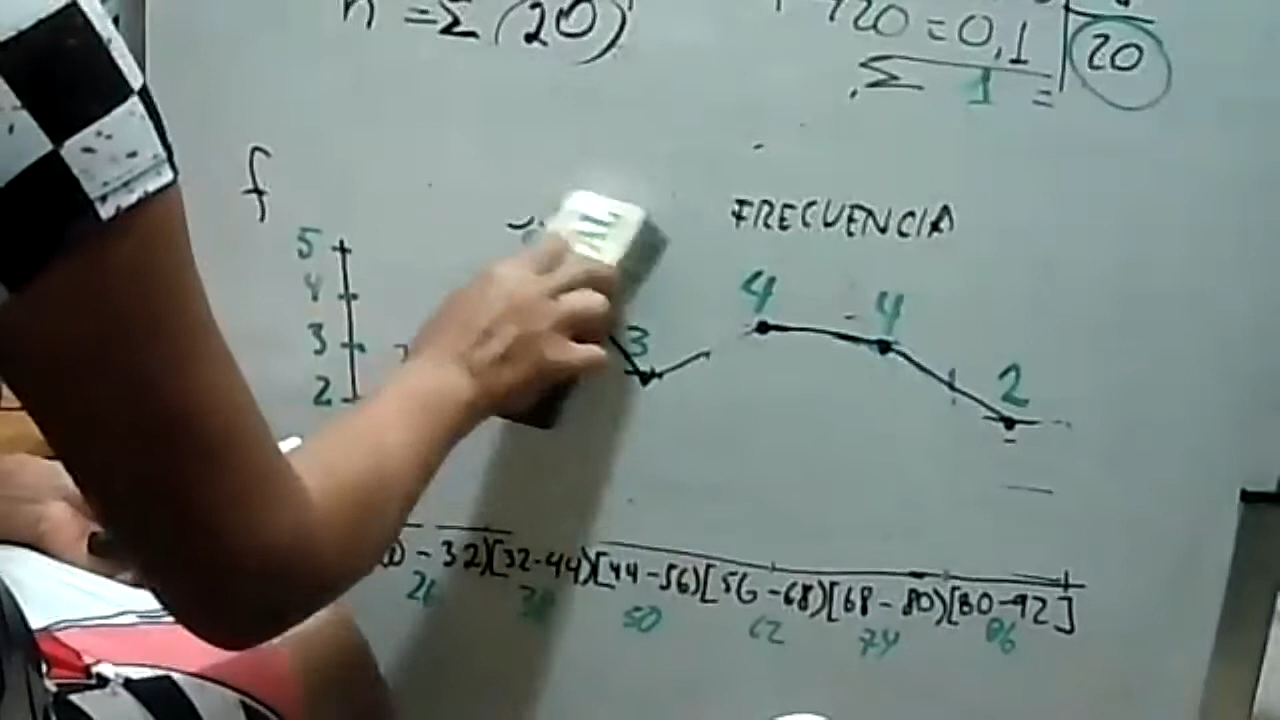 n = Σ (20)
/20 = 0,1
20
Σ 1 =
f
FRECUENCIA
5
4
3
2
3
4
4
2
- 32)[32-44)[44-56)[56-68)[68-80)[80-92]
26 38 50 62 74 86